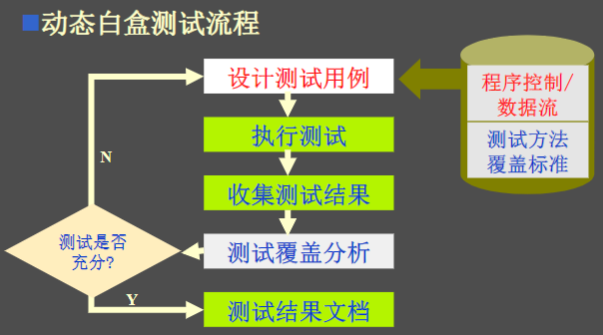 动态白盒测试流程
设计测试用例
程序控制/
数据流
测试方法
覆盖标准
执行测试
N
收集测试结果
测试是否
充分?
测试覆盖分析
Y
测试结果文档